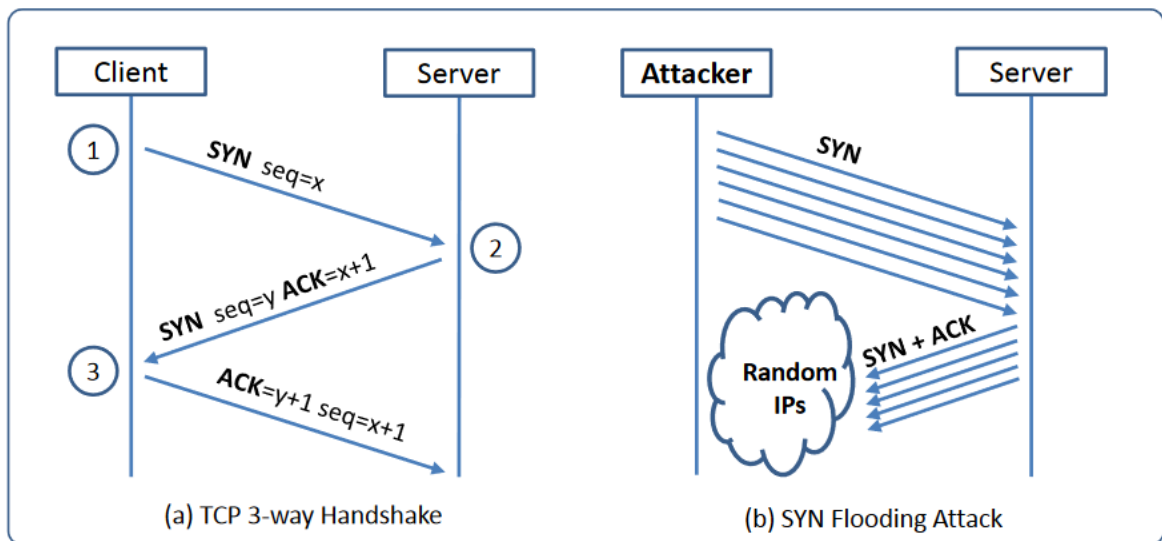 Client
Server
1
SYN seq=x
2
SYN seq=y ACK=x+1
3
ACK=y+1 seq=x+1
(a) TCP 3-way Handshake
Attacker
Server
SYN
SYN + ACK
Random
IPs
(b) SYN Flooding Attack